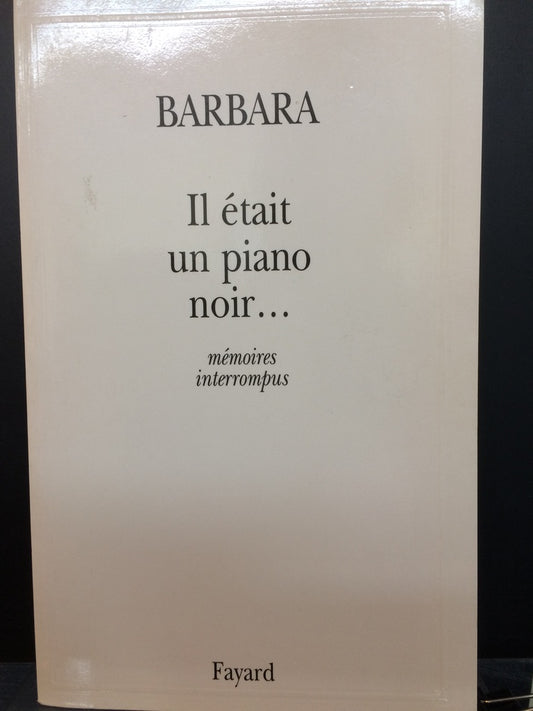 BARBARA
Il était
un piano
noir...
mémoires
interrompus
Fayard